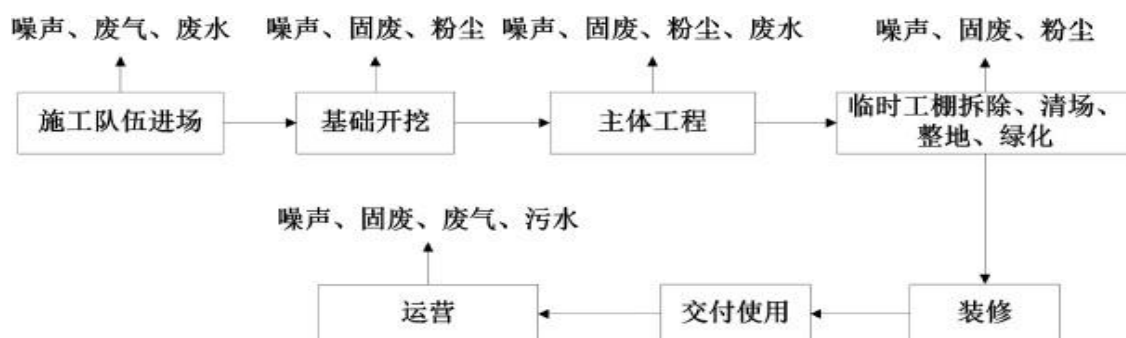 噪声、废气、废水
噪声、固废、粉尘
噪声、固废、粉尘、废水
噪声、固废、粉尘
施工队伍进场
基础开挖
主体工程
临时工棚拆除、清场、
整地、绿化
噪声、固废、废气、污水
运营
交付使用
装修